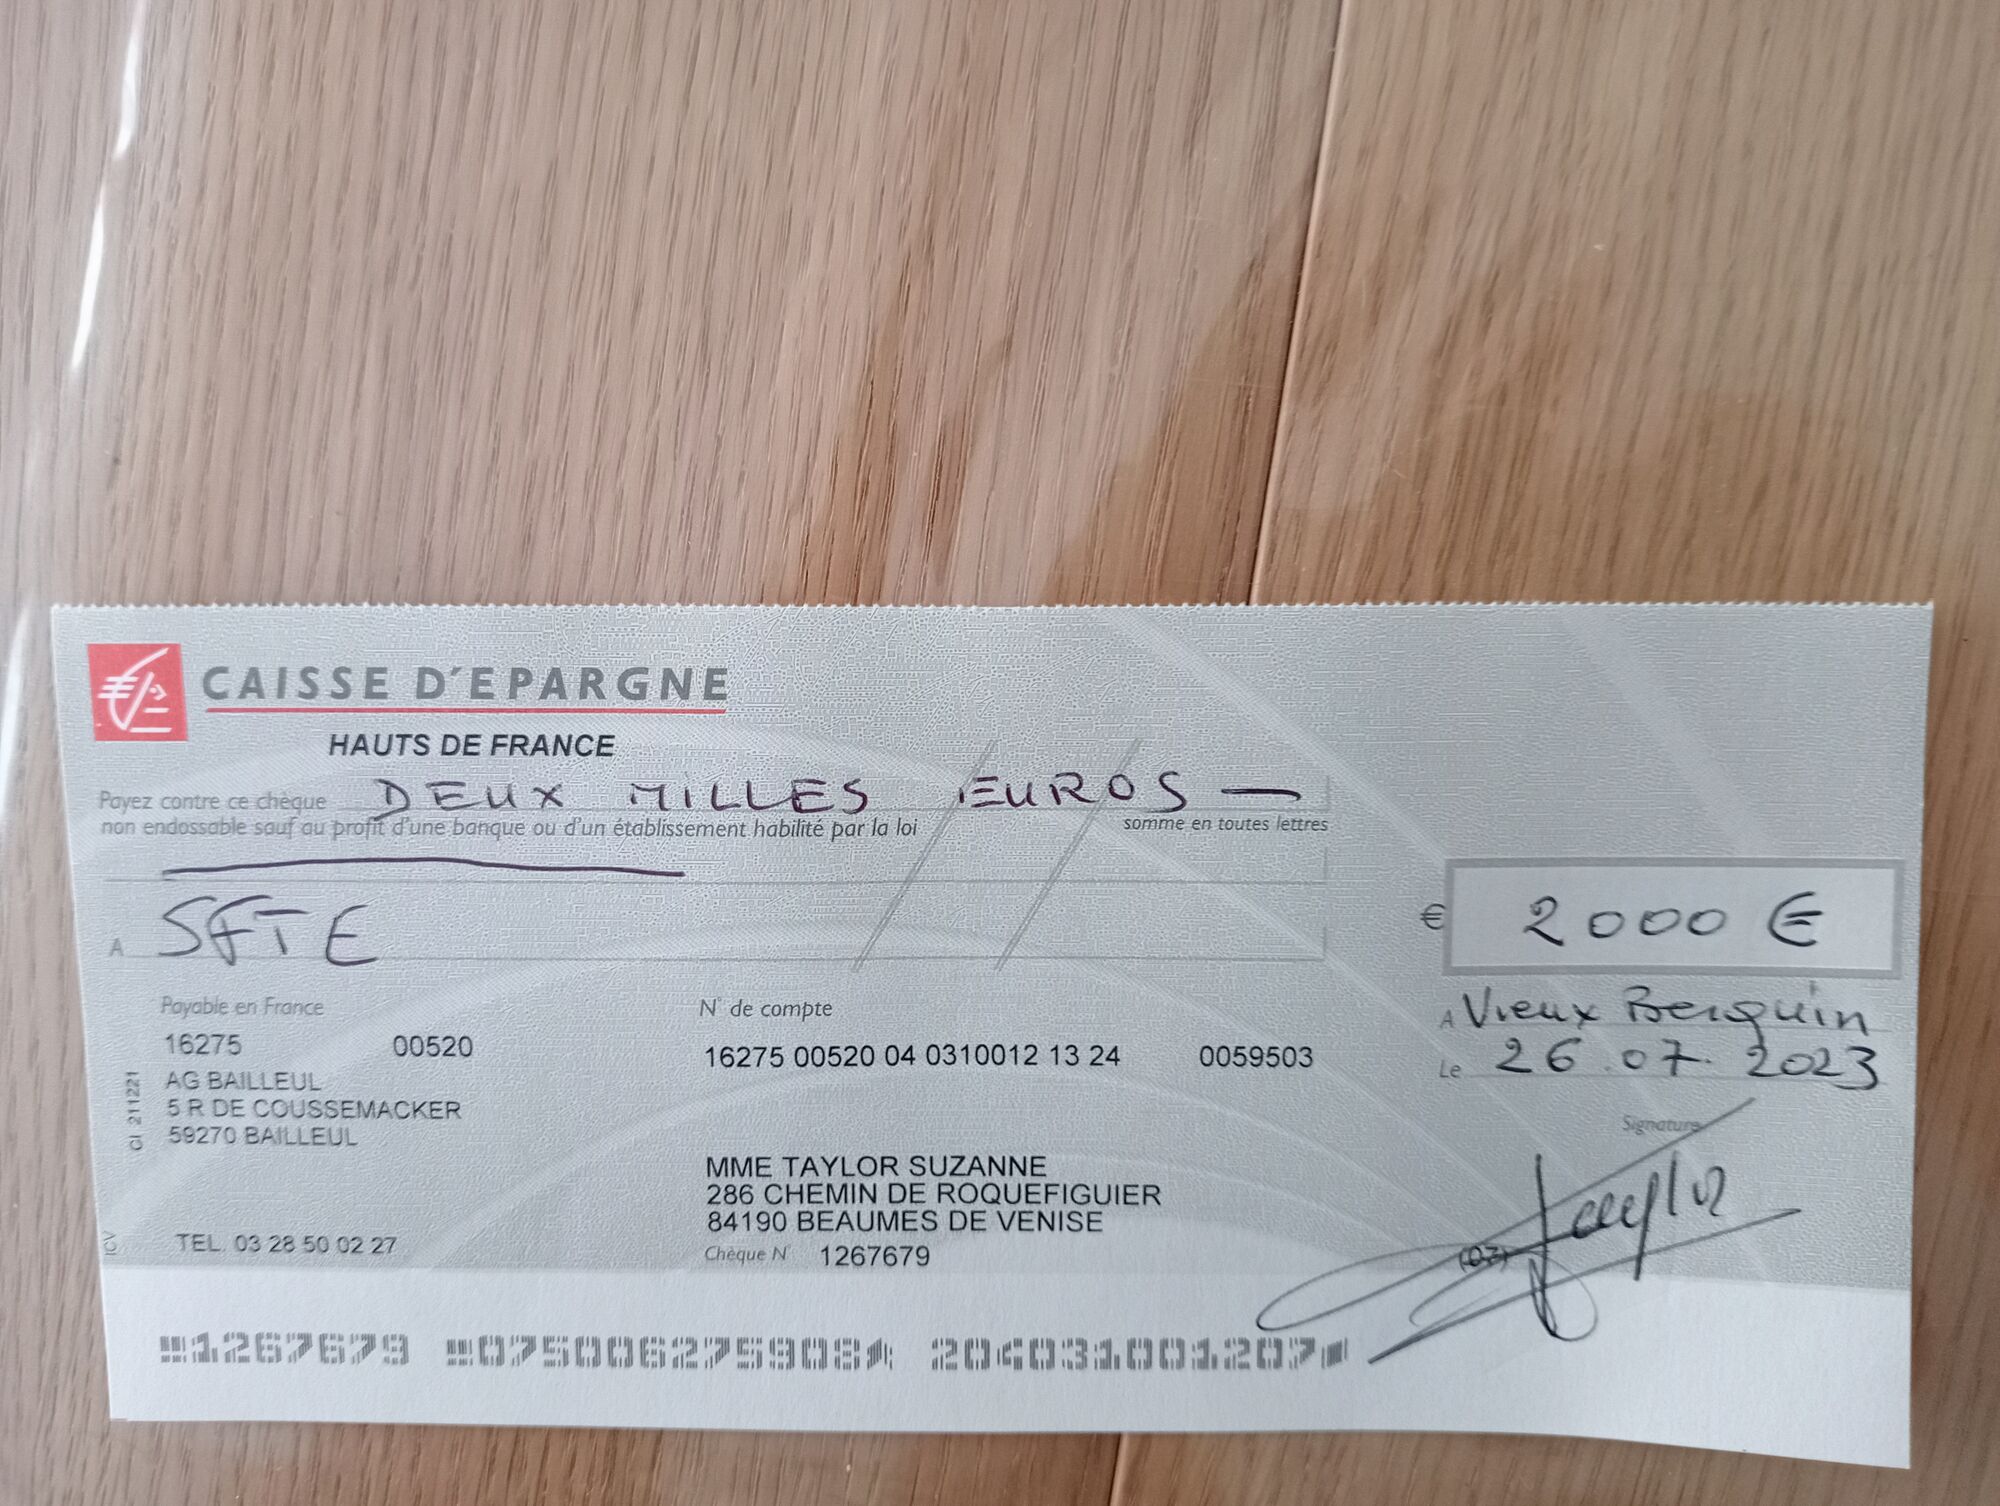 CAISSE D'EPARGNE
HAUTS DE FRANCE
Payez contre ce chèque DEUX MILLES EUROS —
non endossable sauf au profit d'une banque ou d'un établissement habilité par la loi
somme en toutes lettres
A SFTE
€ 2000 €
Payable en France
16275 00520
AG BAILLEUL
5 R DE COUSSEMACKER
59270 BAILLEUL
TEL. 03 28 50 02 27
CI 211221
ICV
N° de compte
16275 00520 04 0310012 13 24 0059503
MME TAYLOR SUZANNE
286 CHEMIN DE ROQUEFIGUIER
84190 BEAUMES DE VENISE
Chèque N° 1267679
A Vieux Berquin
Le 26.07.2023
Signature
Taylor
(07)
1267679 075006275908 204031001207